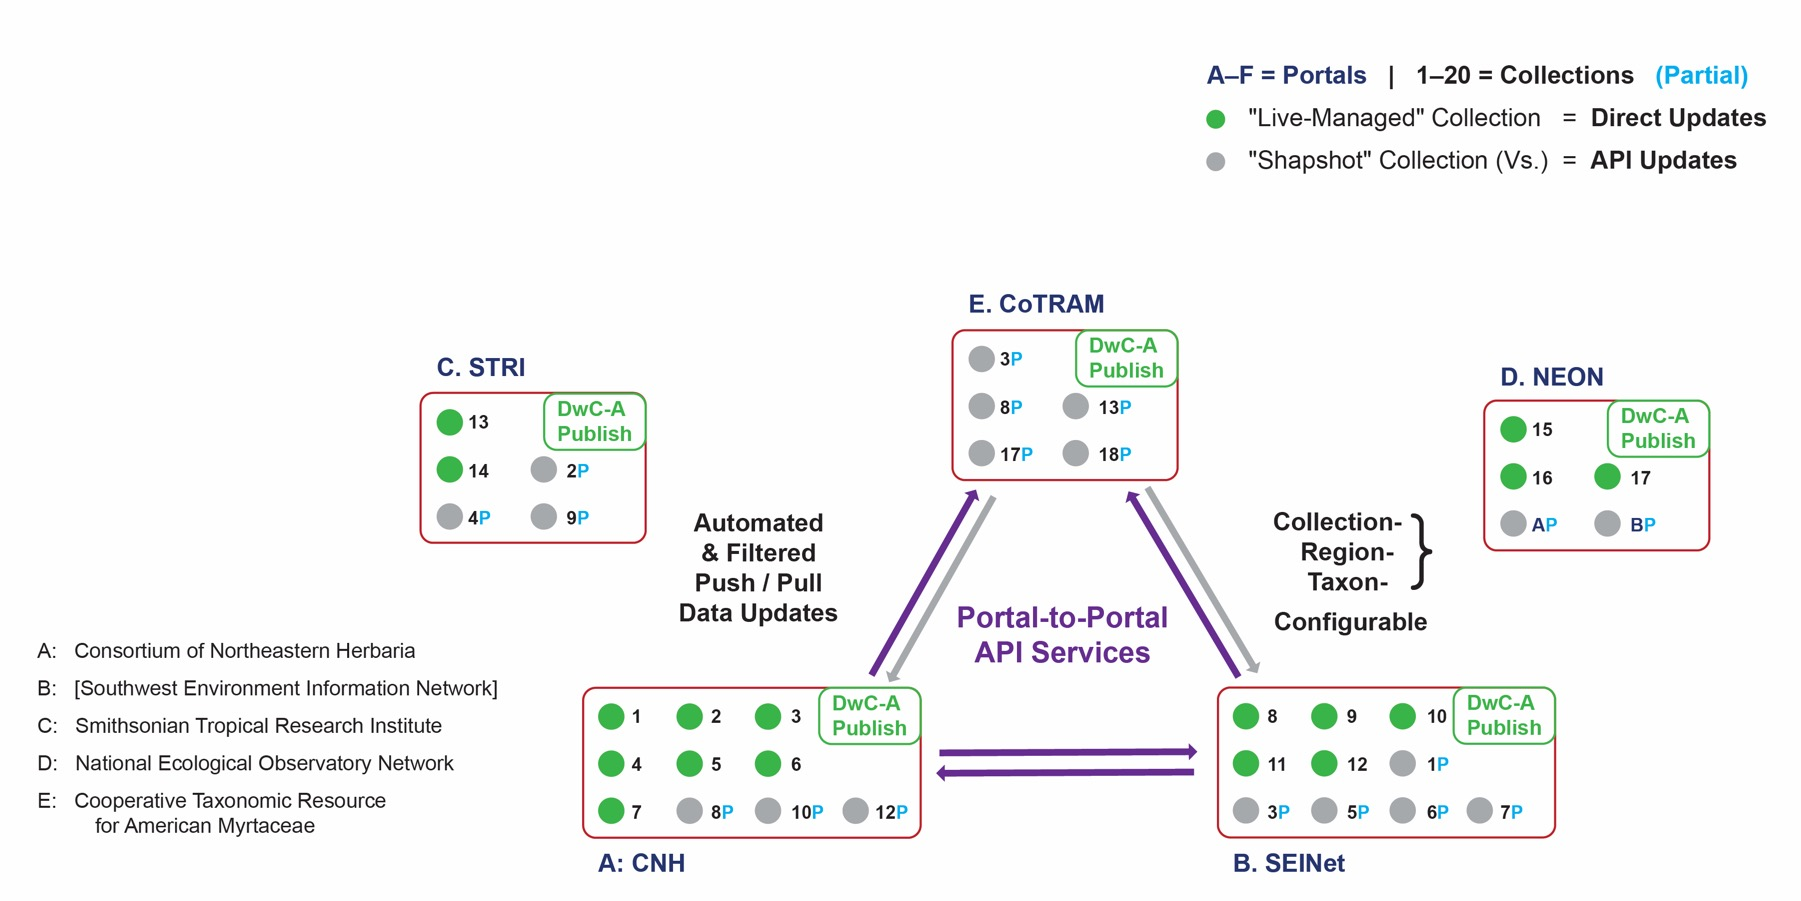 A–F = Portals | 1–20 = Collections (Partial)
"Live-Managed" Collection = Direct Updates
"Shapshot" Collection (Vs.) = API Updates
E. CoTRAM
3P
DwC-A
Publish
8P 13P
17P 18P
C. STRI
13
DwC-A
Publish
14 2P
4P 9P
D. NEON
15
DwC-A
Publish
16 17
AP BP
Automated
& Filtered
Push / Pull
Data Updates
Collection-
Region-
Taxon-
}
Configurable
Portal-to-Portal
API Services
A: Consortium of Northeastern Herbaria
B: [Southwest Environment Information Network]
C: Smithsonian Tropical Research Institute
D: National Ecological Observatory Network
E: Cooperative Taxonomic Resource
for American Myrtaceae
1 2 3
DwC-A
Publish
4 5 6
7 8P 10P 12P
A: CNH
8 9 10
DwC-A
Publish
11 12 1P
3P 5P 6P 7P
B. SEINet